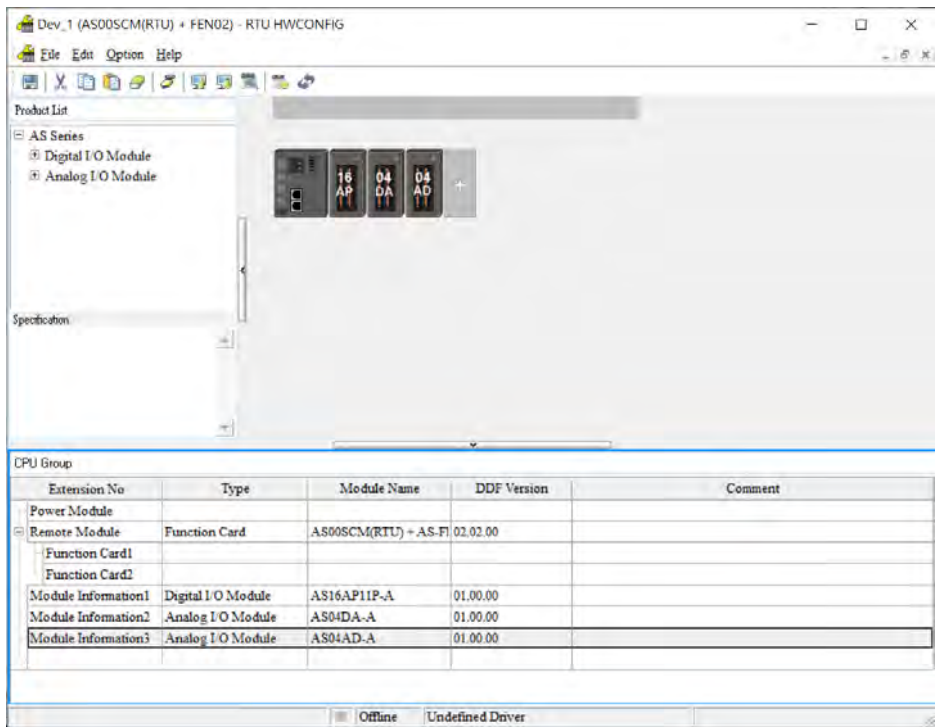 Dev_1 (AS00SCM(RTU) + FEN02) - RTU HWCONFIG
File Edit Option Help
Product List
AS Series
Digital I/O Module
Analog I/O Module
16 AP
04 DA
04 AD
Specification
CPU Group
Extension No Type Module Name DDF Version Comment
Power Module
Remote Module Function Card AS00SCM(RTU) + AS-FI 02.02.00
Function Card1
Function Card2
Module Information1 Digital I/O Module AS16AP11P-A 01.00.00
Module Information2 Analog I/O Module AS04DA-A 01.00.00
Module Information3 Analog I/O Module AS04AD-A 01.00.00
Offline Undefined Driver